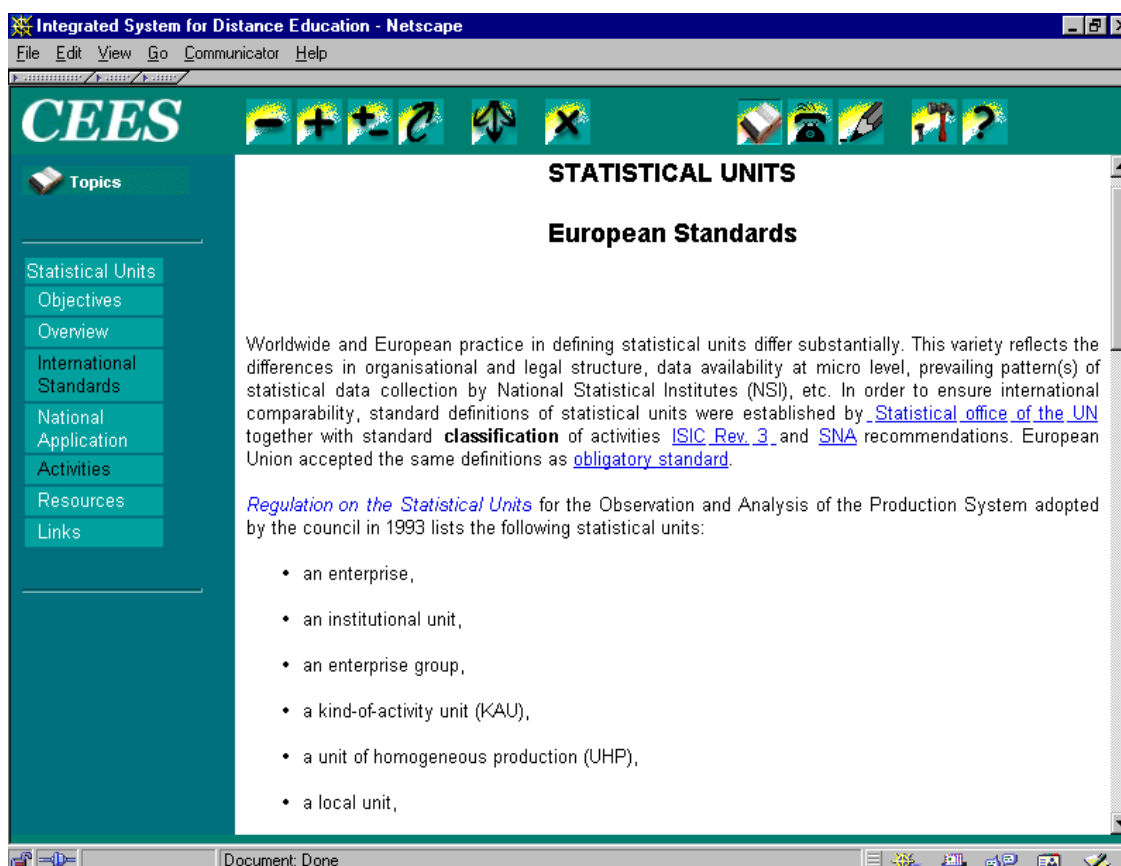 Integrated System for Distance Education - Netscape
File Edit View Go Communicator Help
CEES
Topics
Statistical Units
Objectives
Overview
International
Standards
National
Application
Activities
Resources
Links
STATISTICAL UNITS
European Standards
Worldwide and European practice in defining statistical units differ substantially. This variety reflects the
differences in organisational and legal structure, data availability at micro level, prevailing pattern(s) of
statistical data collection by National Statistical Institutes (NSI), etc. In order to ensure international
comparability, standard definitions of statistical units were established by Statistical office of the UN
together with standard classification of activities ISIC Rev. 3 and SNA recommendations. European
Union accepted the same definitions as obligatory standard.
Regulation on the Statistical Units for the Observation and Analysis of the Production System adopted
by the council in 1993 lists the following statistical units:
• an enterprise,
• an institutional unit,
• an enterprise group,
• a kind-of-activity unit (KAU),
• a unit of homogeneous production (UHP),
• a local unit,
Document: Done